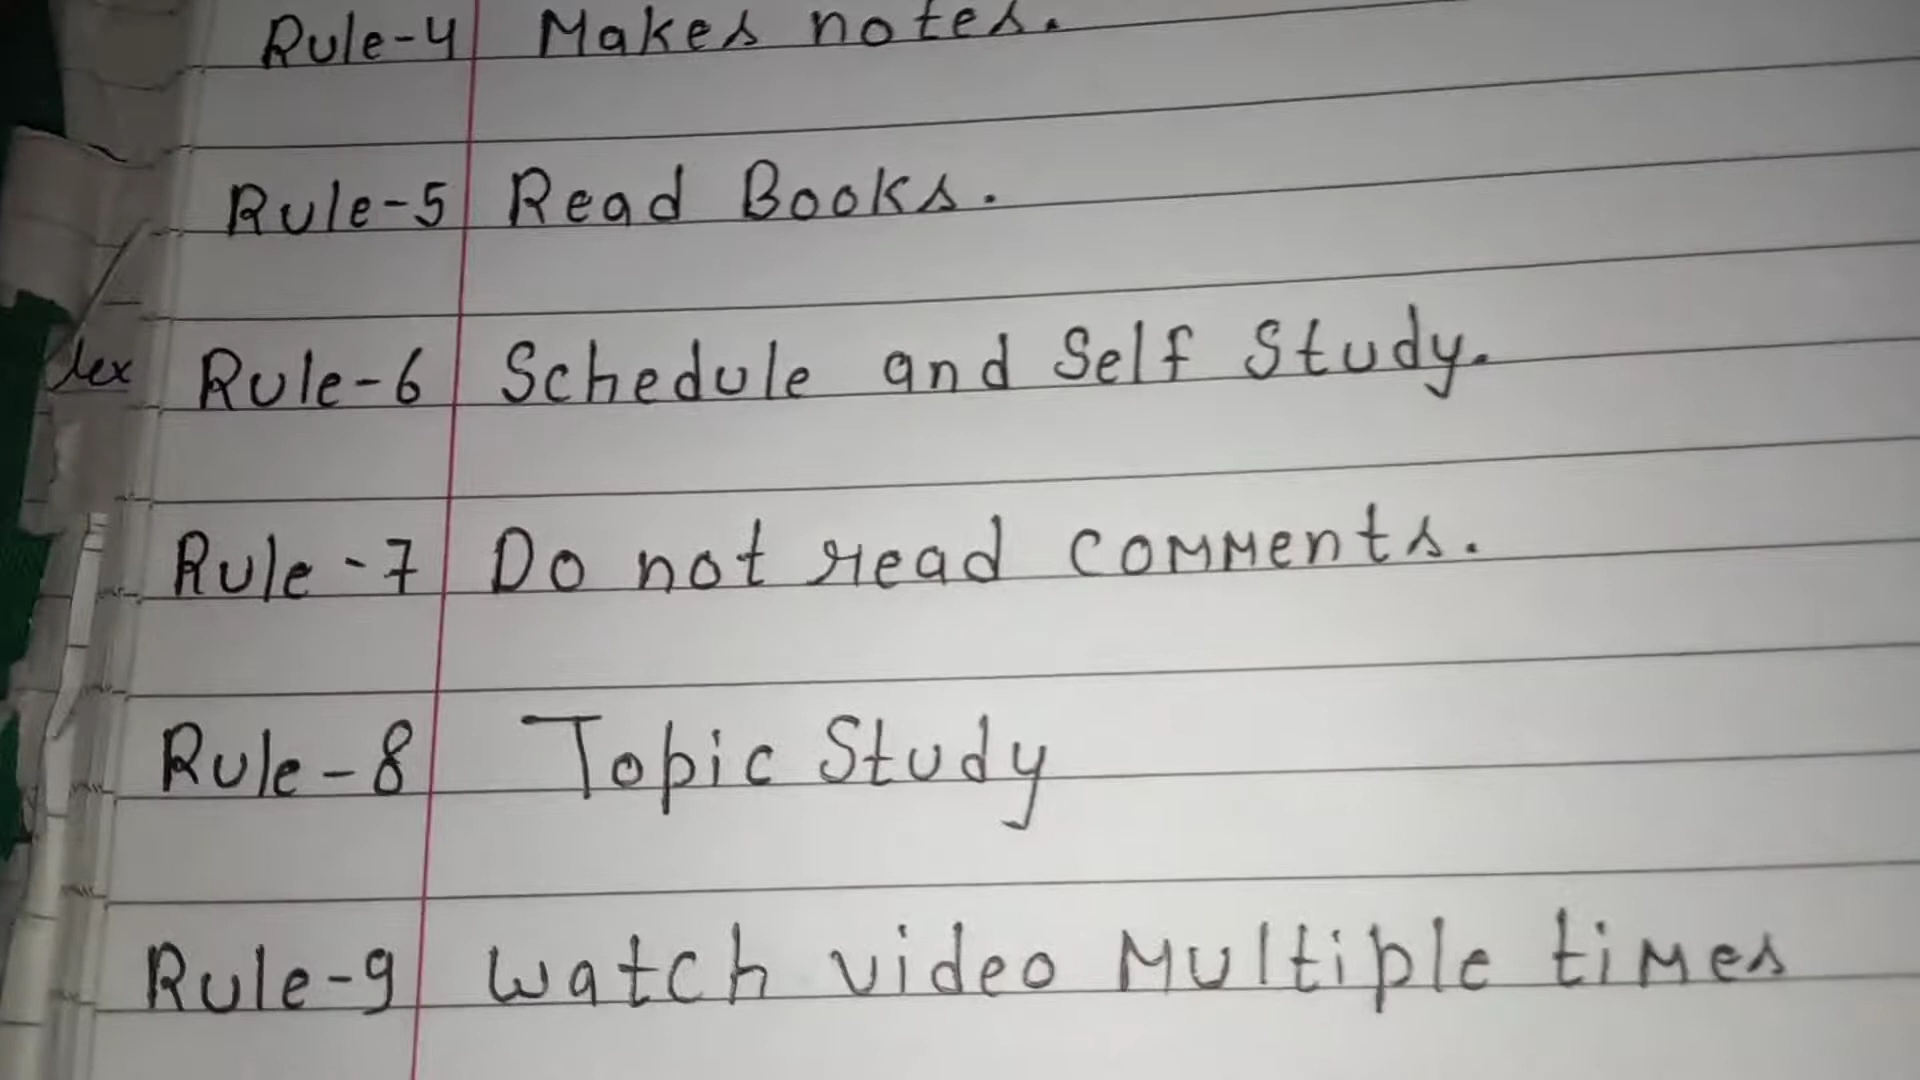 Rule-4 Makes notes.
Rule-5 Read Books.
Rule-6 Schedule and Self Study.
Rule-7 Do not read comments.
Rule-8 Topic Study
Rule-9 Watch video Multiple times